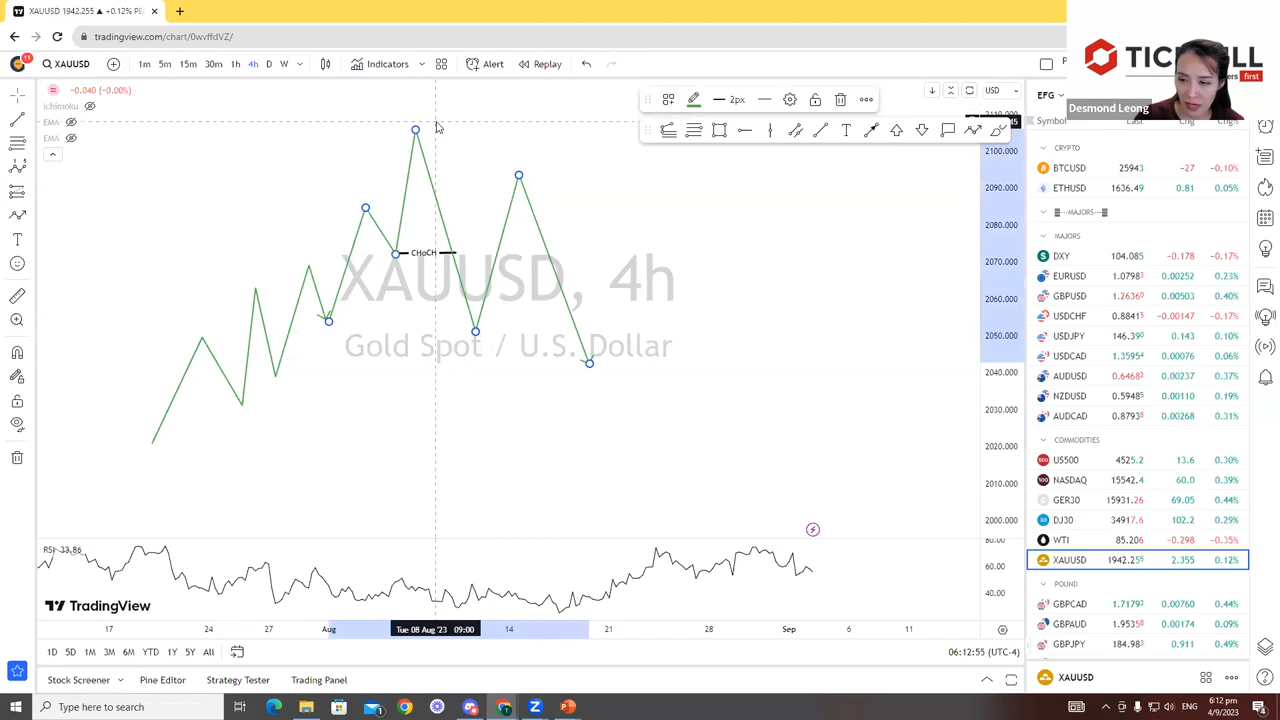 XAUUSD 1942.255 ▲ +0.12% PE
tradingview.com/chart/0wvffdVZ/
11
XAUUSD
1m 5m 15m 30m 1h 4h D W
Indicators
Alert
Replay
TICKMILL
first
Desmond Leong
-0.040 (-0.00%)
Ichimoku
EMA
EMA
2px
USD
EFG
Symbol Last Chg Chg%
CRYPTO
BTCUSD 25943 -27 -0.10%
ETHUSD 1636.49 0.81 0.05%
---MAJORS---
MAJORS
DXY 104.085 -0.178 -0.17%
EURUSD 1.0798³ 0.00252 0.23%
GBPUSD 1.2636⁰ 0.00503 0.40%
USDCHF 0.8841⁵ -0.00147 -0.17%
USDJPY 146.39⁰ 0.143 0.10%
USDCAD 1.3595⁴ 0.00076 0.06%
AUDUSD 0.6468² 0.00237 0.37%
NZDUSD 0.5948⁵ 0.00110 0.19%
AUDCAD 0.8793⁸ 0.00268 0.31%
COMMODITIES
US500 4525.2 13.6 0.30%
NASDAQ 15542.4 60.0 0.39%
GER30 15931.26 69.05 0.44%
DJ30 34917.6 102.2 0.29%
WTI 85.206 -0.298 -0.35%
XAUUSD 1942.2⁵⁵ 2.355 0.12%
POUND
GBPCAD 1.7179³ 0.00760 0.44%
GBPAUD 1.9535⁸ 0.00174 0.09%
GBPJPY 184.98³ 0.911 0.49%
XAUUSD
2100.000
2090.000
2080.000
2070.000
2060.000
2050.000
2040.000
2030.000
2020.000
2010.000
2000.000
CHoCH
XAUUSD, 4h
Gold Spot / U.S. Dollar
RSI 33.86
80.00
60.00
40.00
TradingView
17 24 27 Aug Tue 08 Aug '23 09:00 14 21 28 Sep 6 11
1D 5D 1M 3M 6M YTD 1Y 5Y All
06:12:55 (UTC-4)
Stock Screener Pine Editor Strategy Tester Trading Panel
Type here to search
ENG
6:12 pm
4/9/2023